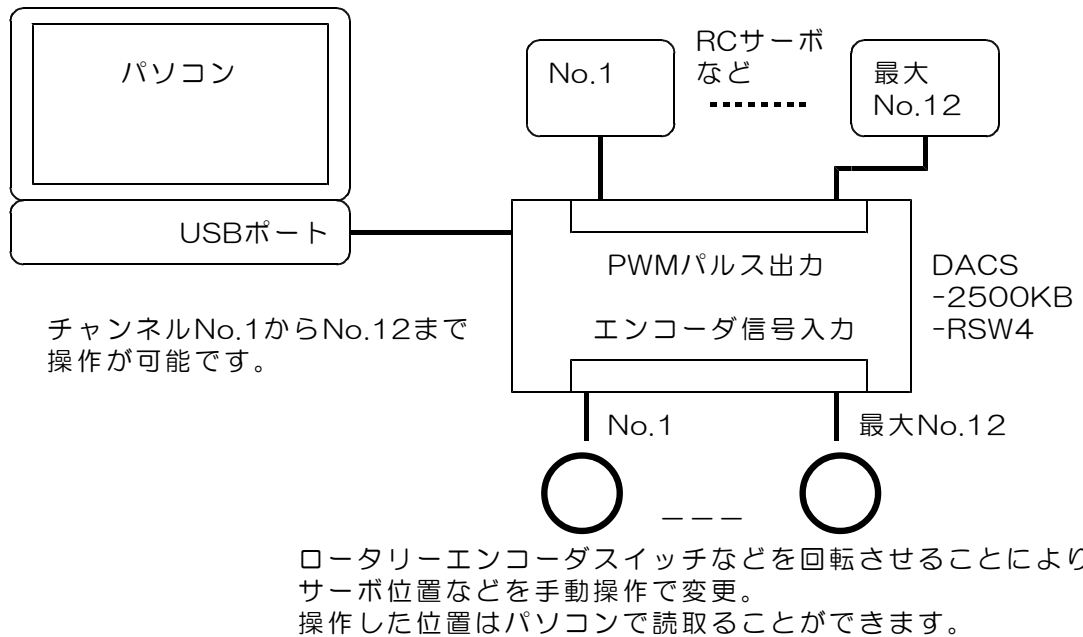 パソコン
USBポート
チャンネルNo.1からNo.12まで
操作が可能です。
No.1
RCサーボ
など
最大
No.12
PWMパルス出力
エンコーダ信号入力
DACS
-2500KB
-RSW4
No.1
最大No.12
ロータリーエンコーダスイッチなどを回転させることにより
サーボ位置などを手動操作で変更。
操作した位置はパソコンで読取ることができます。